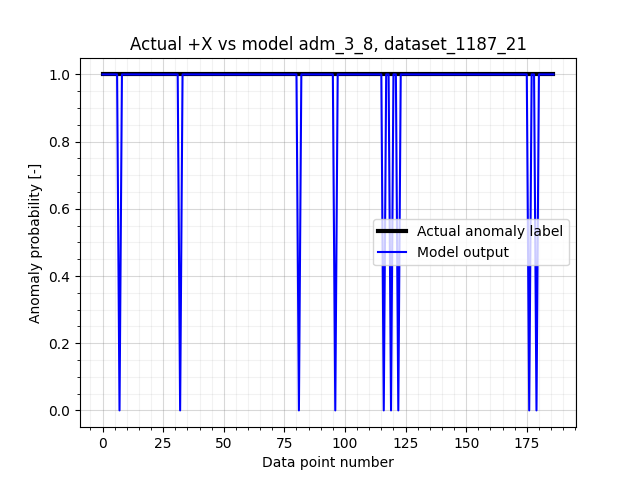 Actual +X vs model adm_3_8, dataset_1187_21
Anomaly probability [-]
1.0
0.8
0.6
0.4
0.2
0.0
Actual anomaly label
Model output
0 25 50 75 100 125 150 175
Data point number